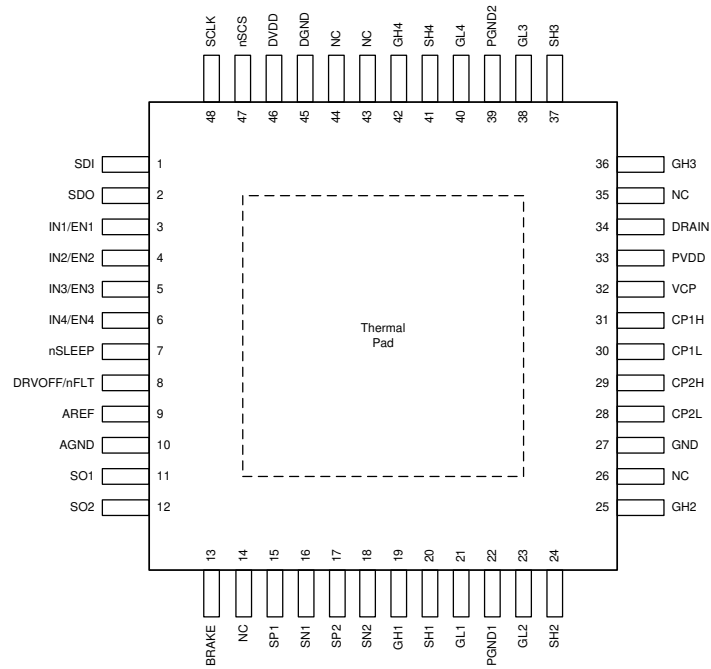 SCLK
nSCS
DVDD
DGND
NC
NC
GH4
SH4
GL4
PGND2
GL3
SH3
48
47
46
45
44
43
42
41
40
39
38
37
SDI 1
SDO 2
IN1/EN1 3
IN2/EN2 4
IN3/EN3 5
IN4/EN4 6
nSLEEP 7
DRVOFF/nFLT 8
AREF 9
AGND 10
SO1 11
SO2 12
Thermal
Pad
36 GH3
35 NC
34 DRAIN
33 PVDD
32 VCP
31 CP1H
30 CP1L
29 CP2H
28 CP2L
27 GND
26 NC
25 GH2
13
14
15
16
17
18
19
20
21
22
23
24
BRAKE
NC
SP1
SN1
SP2
SN2
GH1
SH1
GL1
PGND1
GL2
SH2